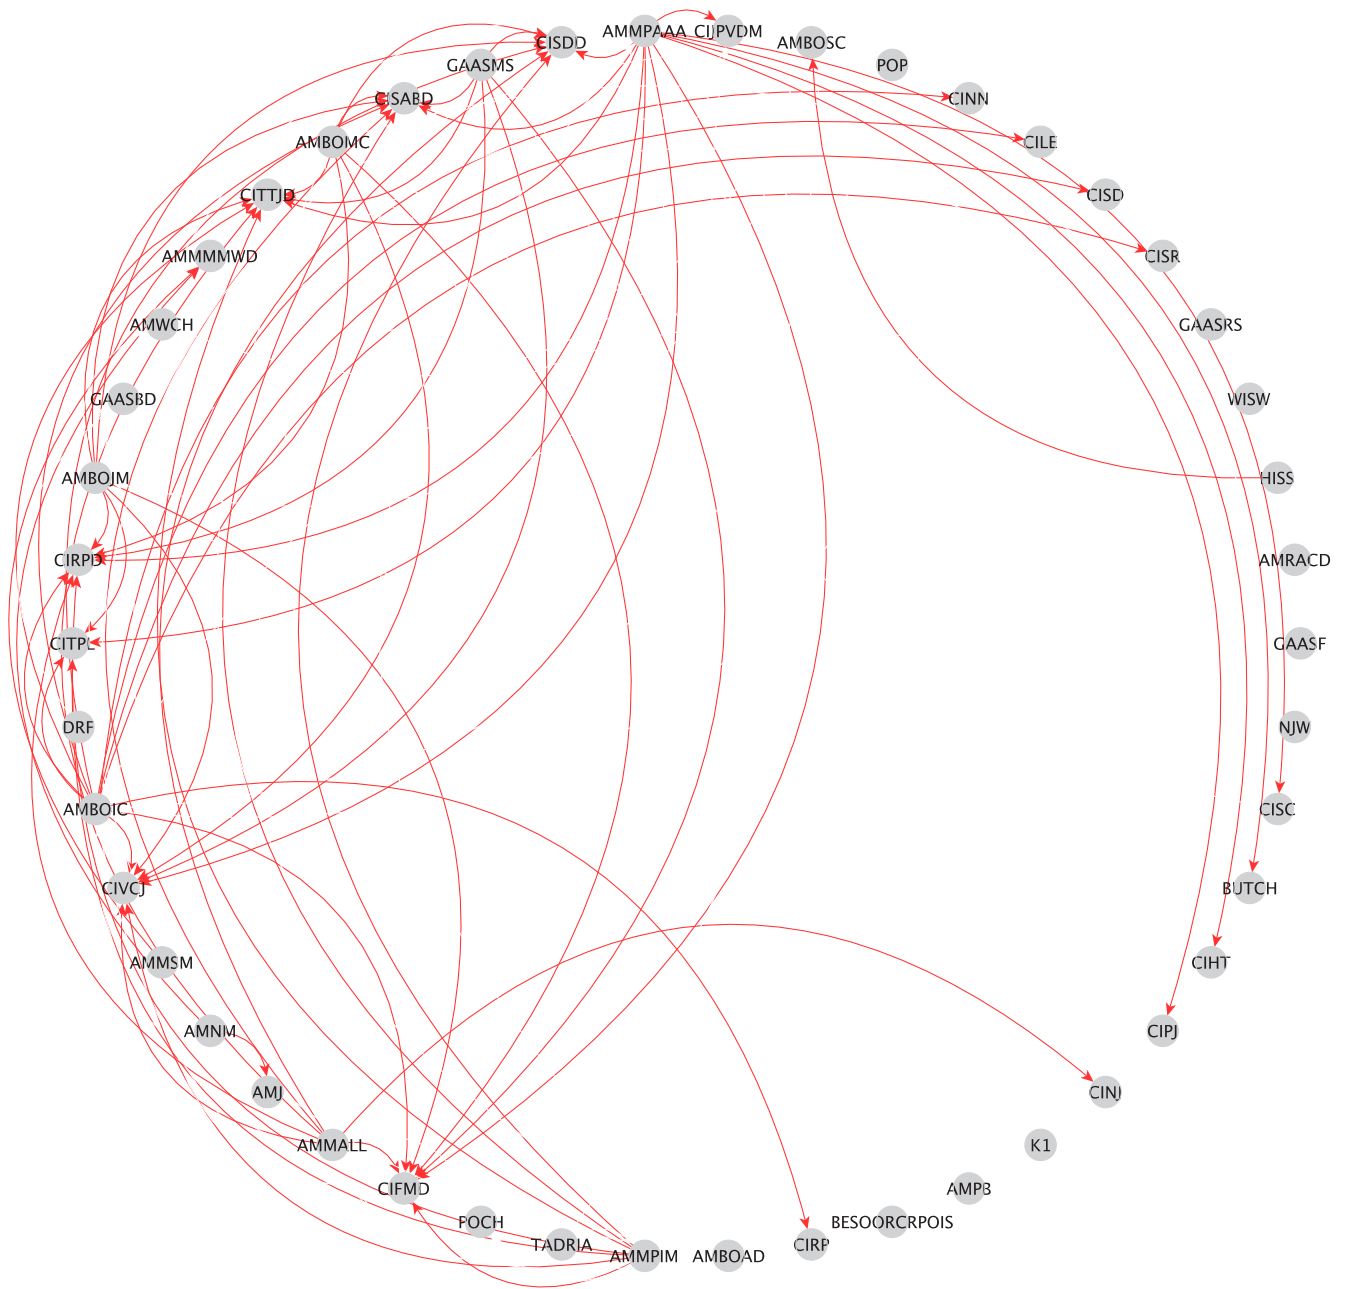 AMMPAAA
CIJPVDM
CISDD
AMBOSC
GAASMS
POP
CISABD
CINN
AMBOMC
CILE
CITTJD
CISD
AMMMMWD
CISR
AMWCH
GAASRS
GAASBD
WISW
AMBOJM
HISS
CIRPD
AMRACD
CITPL
GAASF
DRF
NJW
AMBOIC
CISC
CIVCJ
BUTCH
AMMSM
CIHT
AMNM
CIPJ
AMJ
CINJ
AMMALL
K1
CIFMD
AMPB
POCH
BESOORCRPOIS
TADRIA
CIRP
AMMPIM
AMBOAD